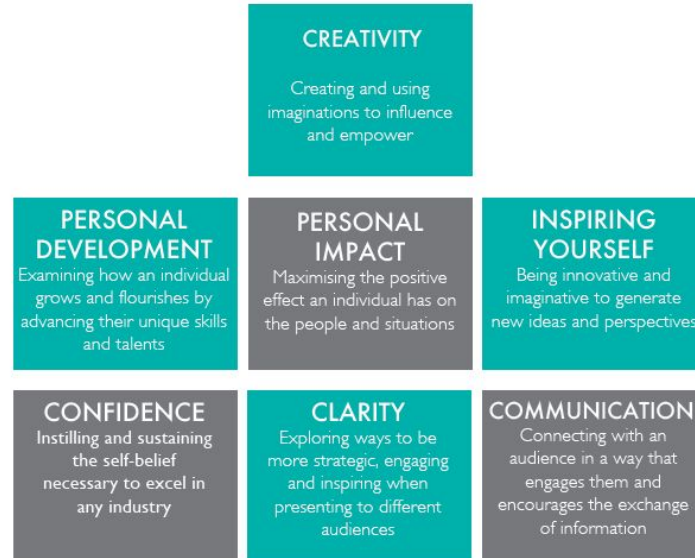 CREATIVITY
Creating and using
imaginations to influence
and empower
PERSONAL
DEVELOPMENT
Examining how an individual
grows and flourishes by
advancing their unique skills
and talents
PERSONAL
IMPACT
Maximising the positive
effect an individual has on
the people and situations
INSPIRING
YOURSELF
Being innovative and
imaginative to generate
new ideas and perspectives
CONFIDENCE
Instilling and sustaining
the self-belief
necessary to excel in
any industry
CLARITY
Exploring ways to be
more strategic, engaging
and inspiring when
presenting to different
audiences
COMMUNICATION
Connecting with an
audience in a way that
engages them and
encourages the exchange
of information